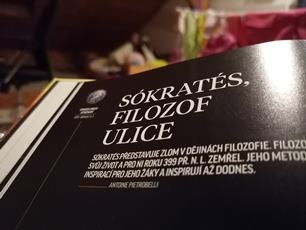 SÓKRATÉS,
FILOZOF
ULICE
SÓKRATÉS PŘEDSTAVUJE ZLOM V DĚJINÁCH FILOZOFIE. FILOZO
SVŮJ ŽIVOT A PRO NI ROKU 399 PŘ. N. L. ZEMŘEL. JEHO METOD
INSPIRACÍ PRO JEHO ŽÁKY A INSPIRUJÍ AŽ DODNES.
ANTOINE PIETROBELLI